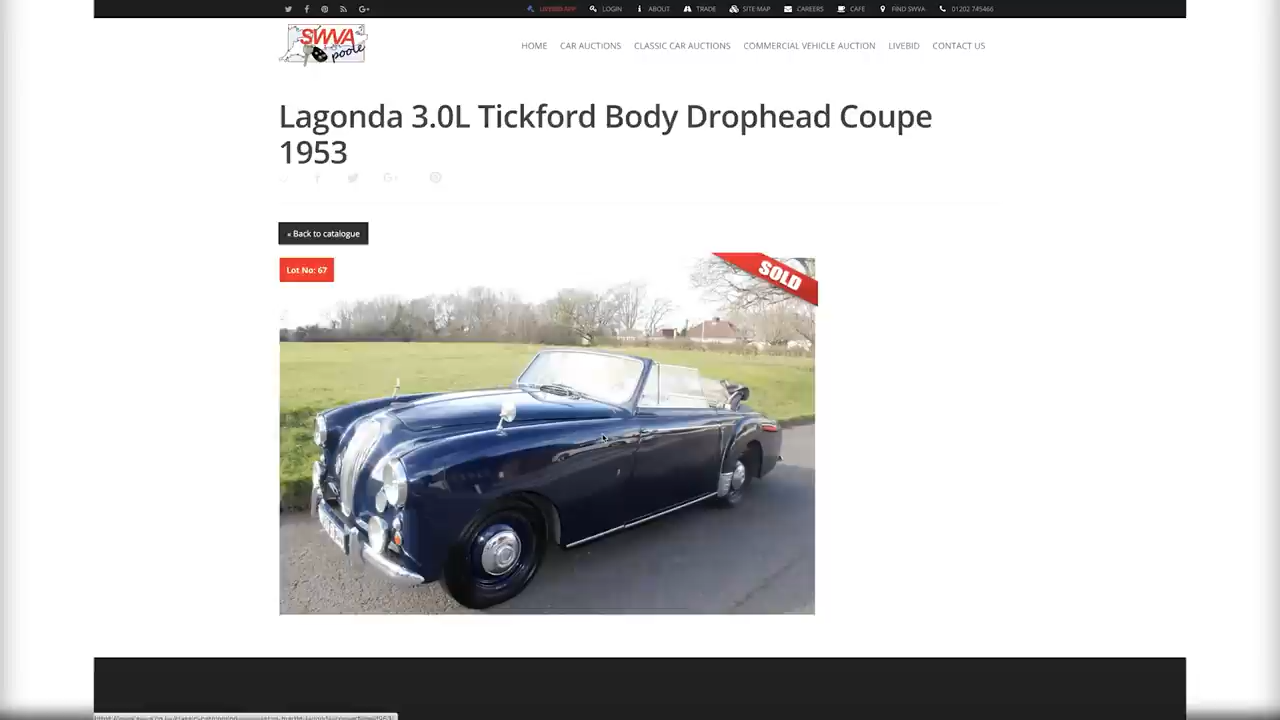 LIVEBID APP LOGIN ABOUT TRADE SITE MAP CAREERS CAFE FIND SWVA 01202 745466
SWVA
poole
HOME CAR AUCTIONS CLASSIC CAR AUCTIONS COMMERCIAL VEHICLE AUCTION LIVEBID CONTACT US
Lagonda 3.0L Tickford Body Drophead Coupe
1953
G+
« Back to catalogue
Lot No: 67
SOLD